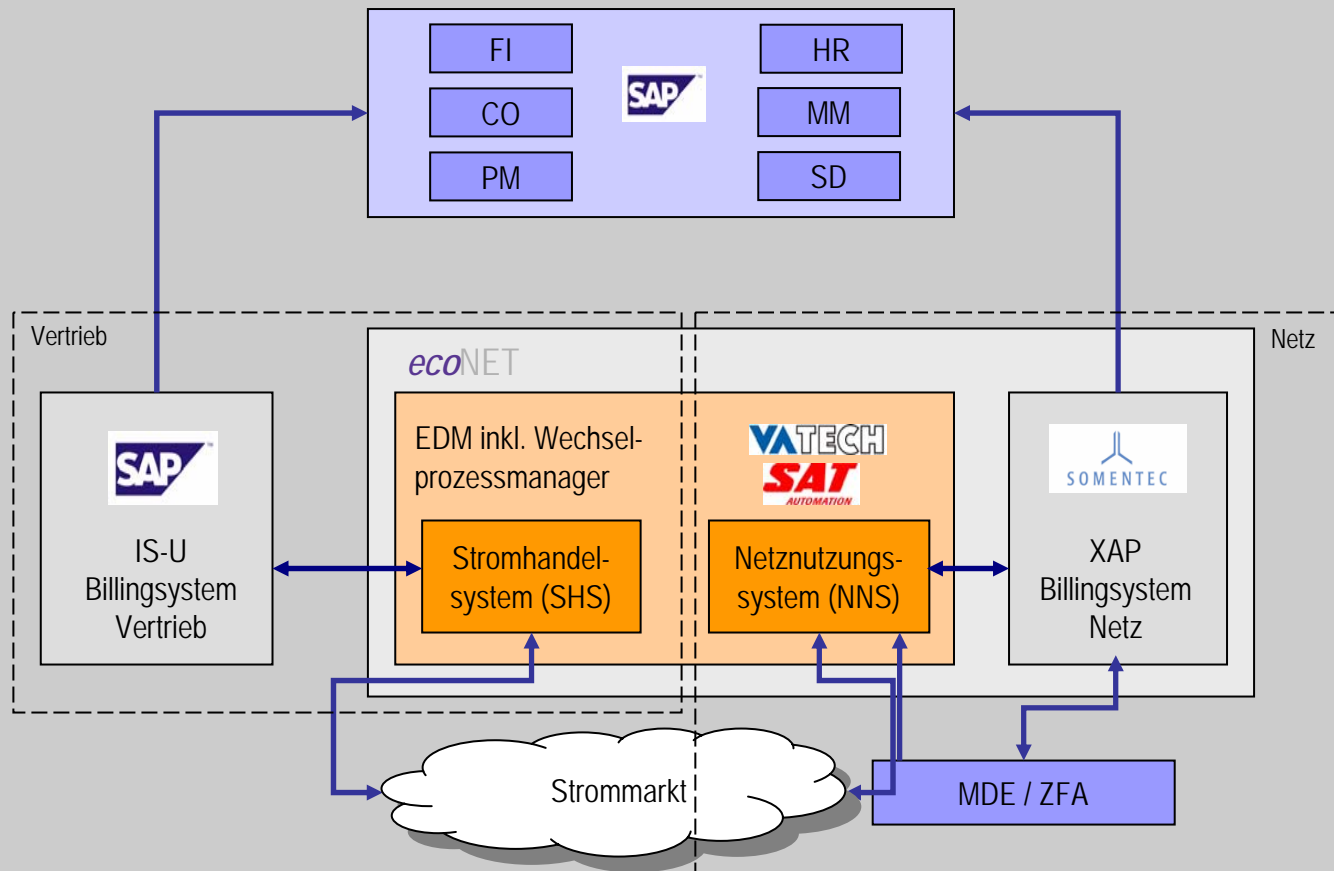 FI
HR
SAP
CO
MM
PM
SD
Vertrieb
Netz
ecoNET
EDM inkl. Wechsel-
prozessmanager
VATECH
SAT
AUTOMATION
SAP
SOMENTEC
IS-U
Billingsystem
Vertrieb
Stromhandel-
system (SHS)
Netznutzungs-
system (NNS)
XAP
Billingsystem
Netz
Strommarkt
MDE / ZFA